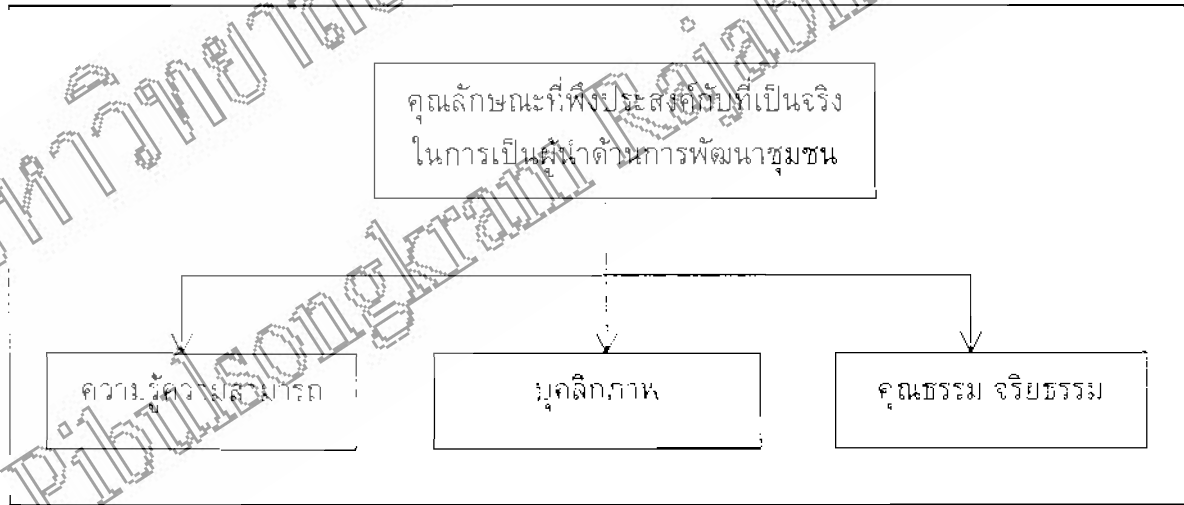 คุณลักษณะที่พึงประสงค์กับที่เป็นจริง
ในการเป็นผู้นำด้านการพัฒนาชุมชน
ความรู้ความสามารถ
บุคลิกภาพ
คุณธรรม จริยธรรม
Pibulsongkram